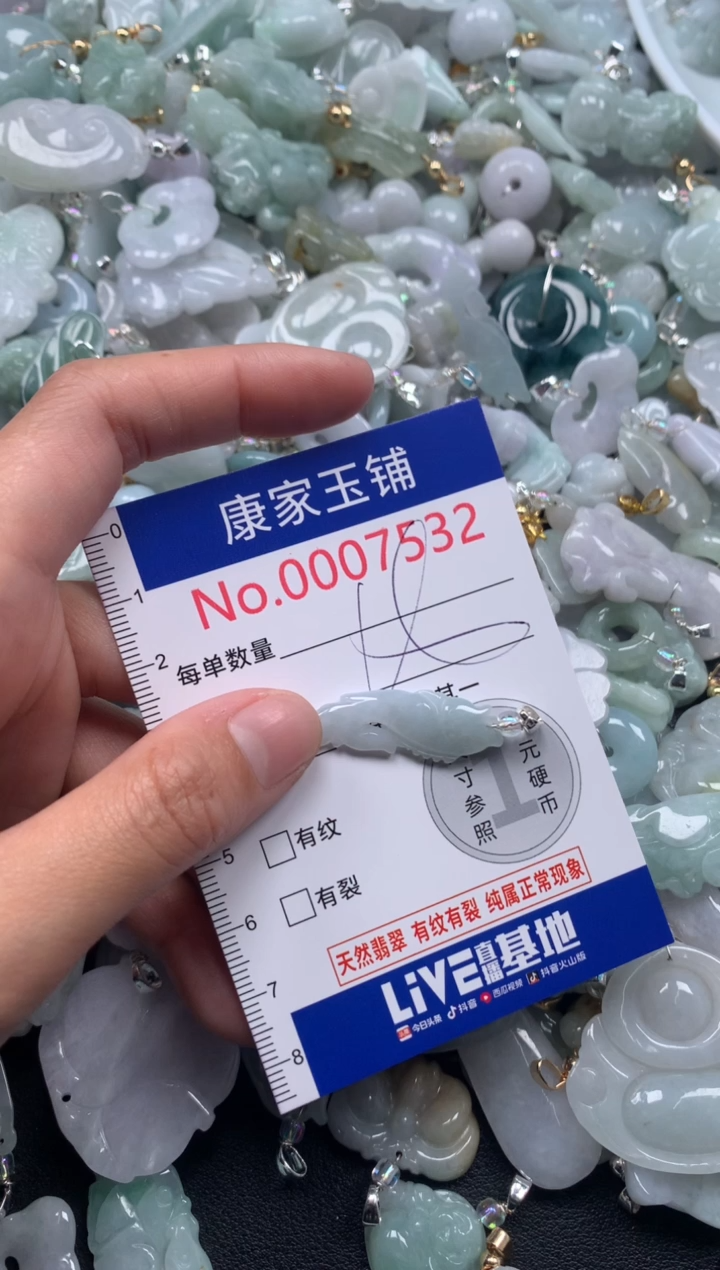 康家玉铺
No.0007532
0
1
2
每单数量
其一
元硬币
寸参照
1
5
有纹
有裂
6
天然翡翠 有纹有裂 纯属正常现象
7
LiVE直播基地
今日头条 抖音 西瓜视频 抖音火山版
8